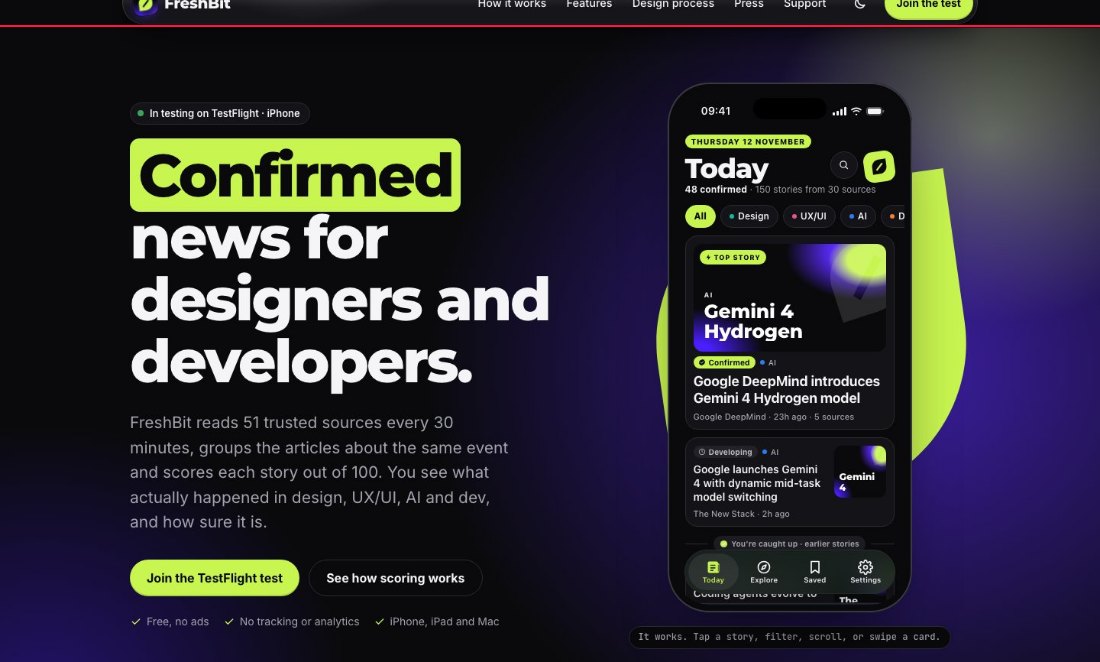 FreshBit
How it works
Features
Design process
Press
Support
Join the test
In testing on TestFlight · iPhone
Confirmed
news for
designers and
developers.
FreshBit reads 51 trusted sources every 30
minutes, groups the articles about the same event
and scores each story out of 100. You see what
actually happened in design, UX/UI, AI and dev,
and how sure it is.
Join the TestFlight test
See how scoring works
Free, no ads
No tracking or analytics
iPhone, iPad and Mac
09:41
THURSDAY 12 NOVEMBER
Today
48 confirmed · 150 stories from 30 sources
All
Design
UX/UI
AI
D
TOP STORY
AI
Gemini 4
Hydrogen
Confirmed
AI
Google DeepMind introduces
Gemini 4 Hydrogen model
Google DeepMind · 23h ago · 5 sources
Developing
AI
Google launches Gemini
4 with dynamic mid-task
model switching
The New Stack · 2h ago
Gemini
4
You're caught up · earlier stories
Today
Explore
Saved
Settings
Coding agents evolve to
The
It works. Tap a story, filter, scroll, or swipe a card.